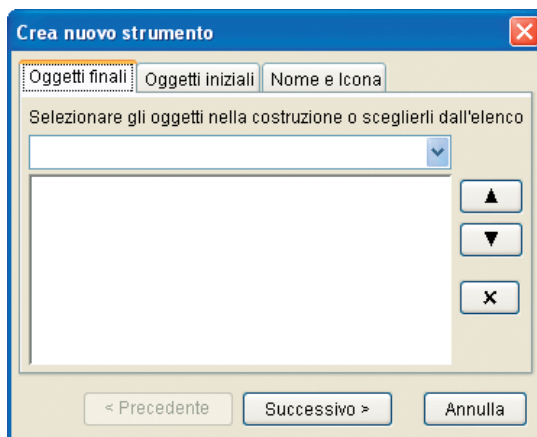 Crea nuovo strumento
Oggetti finali Oggetti iniziali Nome e Icona
Selezionare gli oggetti nella costruzione o sceglierli dall'elenco
< Precedente Successivo > Annulla